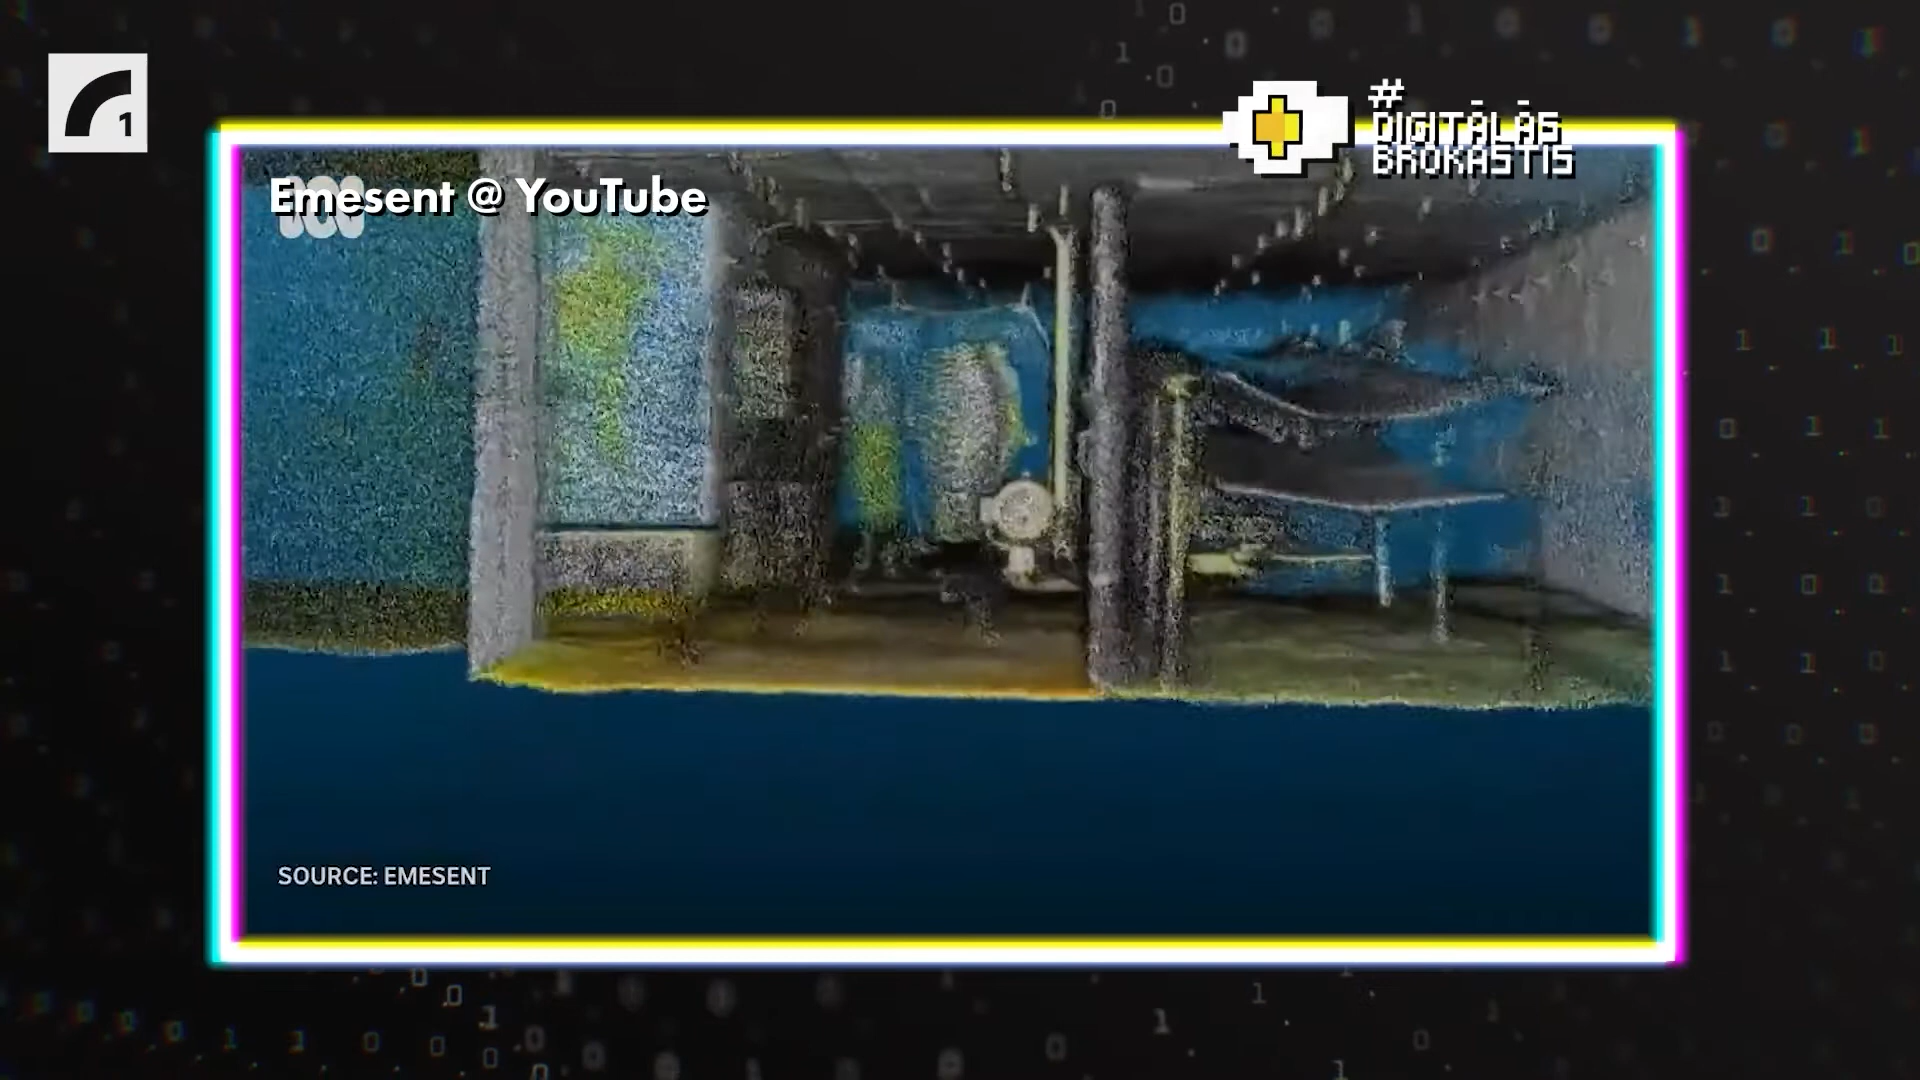 1
#
DIGITĀLĀS
BROKASTIS
Emesent @ YouTube
SOURCE: EMESENT